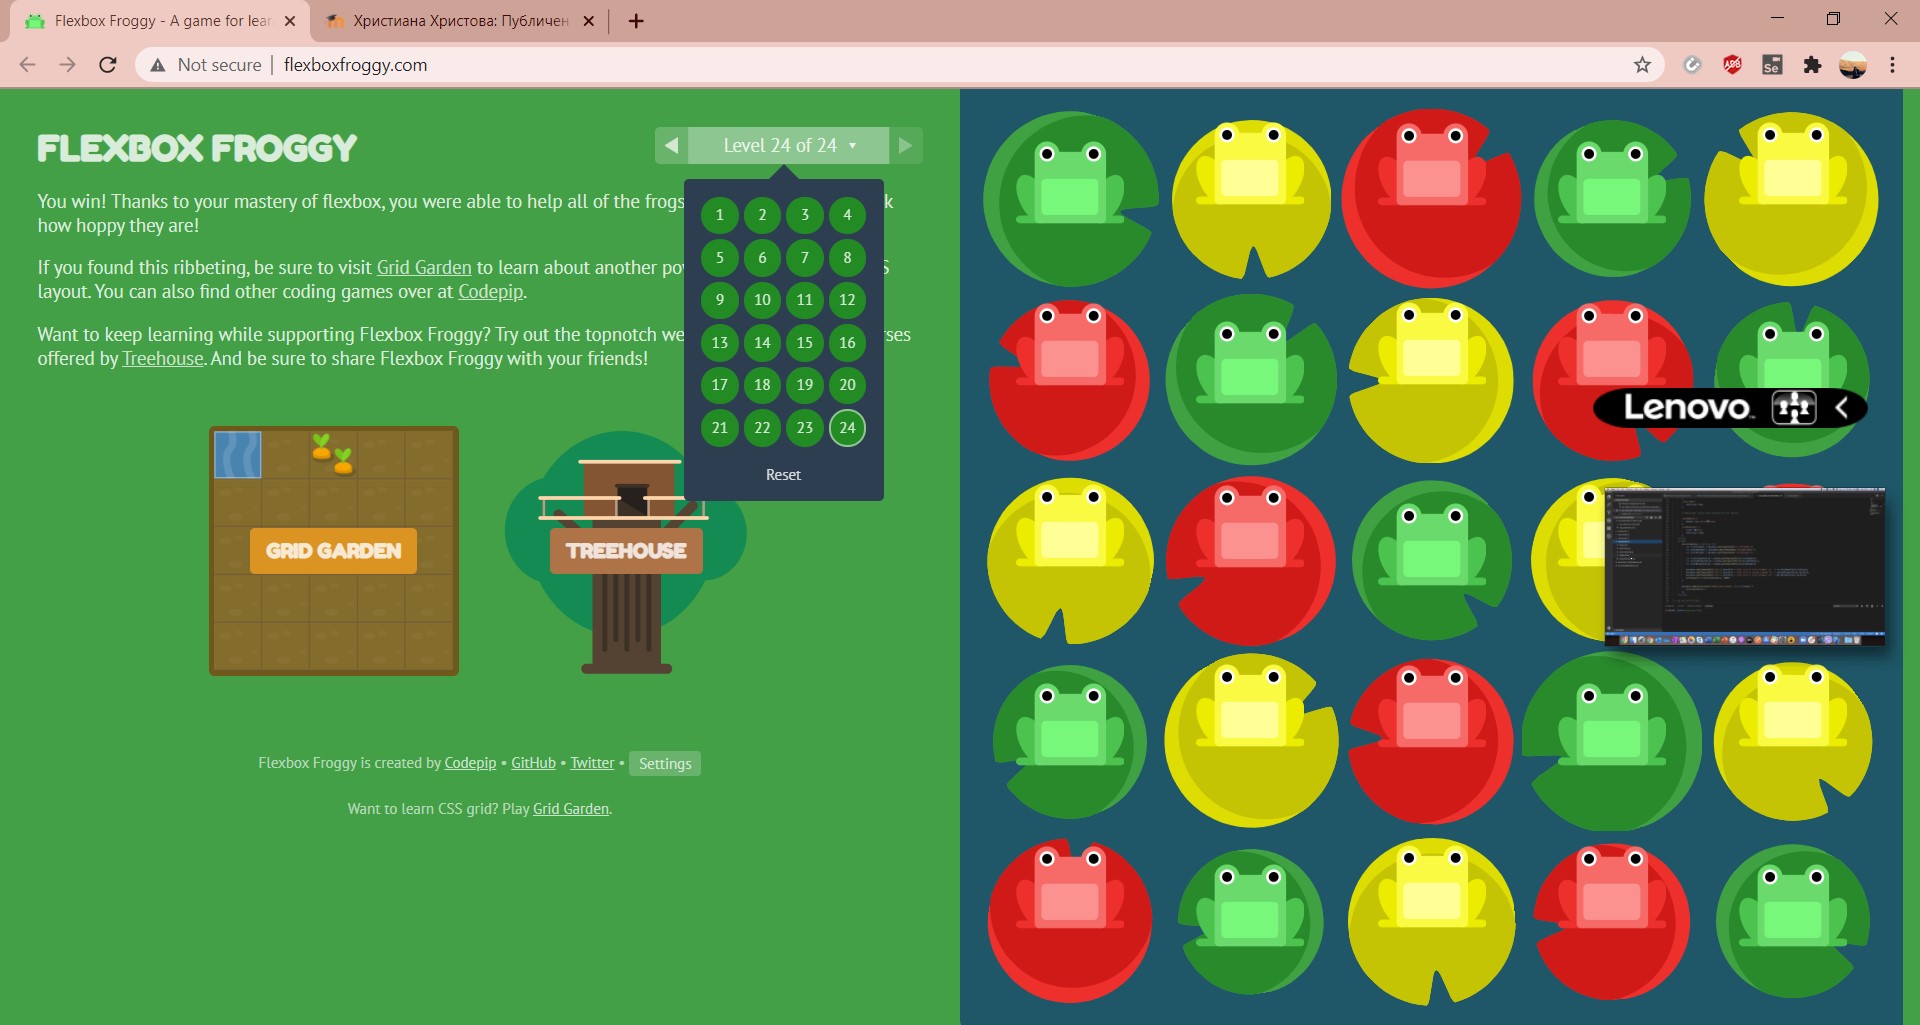 Flexbox Froggy - A game for lear
Христиана Христова: Публичен
Not secure
flexboxfroggy.com
Se
FLEXBOX FROGGY
Level 24 of 24
You win! Thanks to your mastery of flexbox, you were able to help all of the frogs
how hoppy they are!
If you found this ribbeting, be sure to visit Grid Garden to learn about another
layout. You can also find other coding games over at Codepip.
Want to keep learning while supporting Flexbox Froggy? Try out the topnotch
offered by Treehouse. And be sure to share Flexbox Froggy with your friends!
1 2 3 4
5 6 7 8
9 10 11 12
13 14 15 16
17 18 19 20
21 22 23 24
Reset
GRID GARDEN
TREEHOUSE
Flexbox Froggy is created by Codepip • GitHub • Twitter • Settings
Want to learn CSS grid? Play Grid Garden.
Lenovo